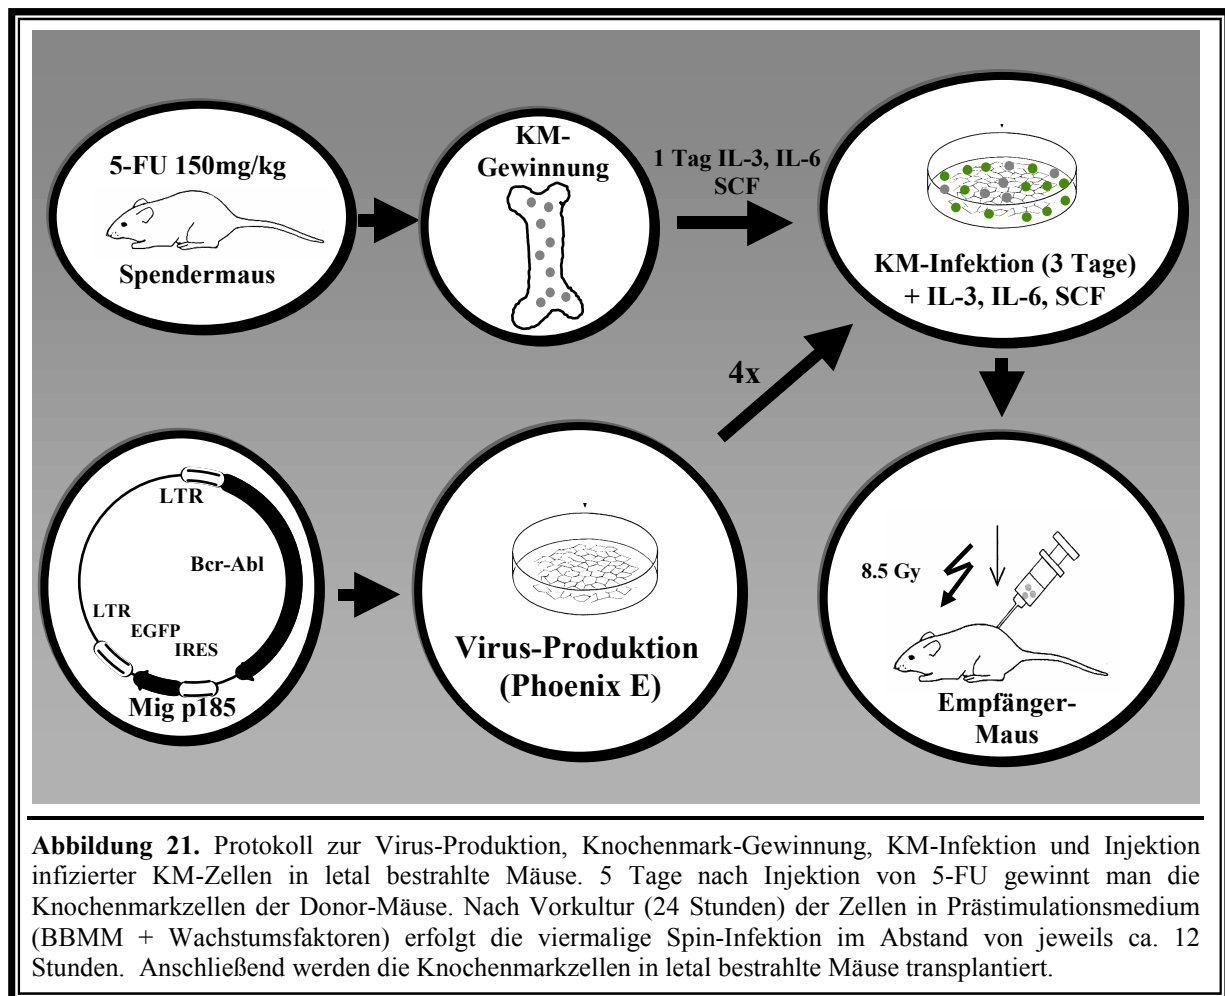 5-FU 150mg/kg
Spendermaus
KM-
Gewinnung
1 Tag IL-3, IL-6
SCF
KM-Infektion (3 Tage)
+ IL-3, IL-6, SCF
4x
LTR
Bcr-Abl
LTR
EGFP
IRES
Mig p185
Virus-Produktion
(Phoenix E)
8.5 Gy
Empfänger-
Maus
Abbildung 21. Protokoll zur Virus-Produktion, Knochenmark-Gewinnung, KM-Infektion und Injektion
infizierter KM-Zellen in letal bestrahlte Mäuse. 5 Tage nach Injektion von 5-FU gewinnt man die
Knochenmarkzellen der Donor-Mäuse. Nach Vorkultur (24 Stunden) der Zellen in Prästimulationsmedium
(BBMM + Wachstumsfaktoren) erfolgt die viermalige Spin-Infektion im Abstand von jeweils ca. 12
Stunden. Anschließend werden die Knochenmarkzellen in letal bestrahlte Mäuse transplantiert.